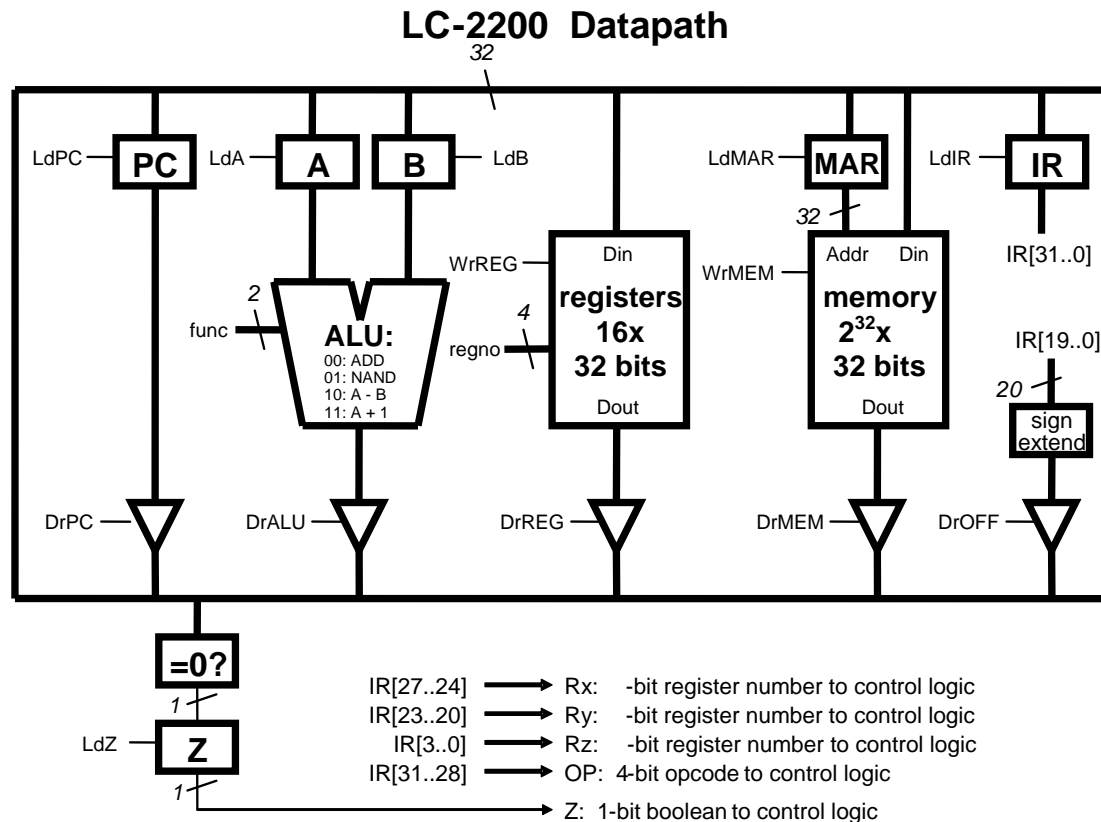 LC-2200 Datapath
32
LdPC
PC
LdA
A
B
LdB
LdMAR
MAR
LdIR
IR
32
WrREG
Din
registers
16x
32 bits
Dout
WrMEM
Addr Din
memory
2^32 x
32 bits
Dout
IR[31..0]
func
2
ALU:
00: ADD
01: NAND
10: A - B
11: A + 1
regno
4
IR[19..0]
20
sign
extend
DrPC
DrALU
DrREG
DrMEM
DrOFF
=0?
1
LdZ
Z
1
IR[27..24] Rx: -bit register number to control logic
IR[23..20] Ry: -bit register number to control logic
IR[3..0] Rz: -bit register number to control logic
IR[31..28] OP: 4-bit opcode to control logic
Z: 1-bit boolean to control logic